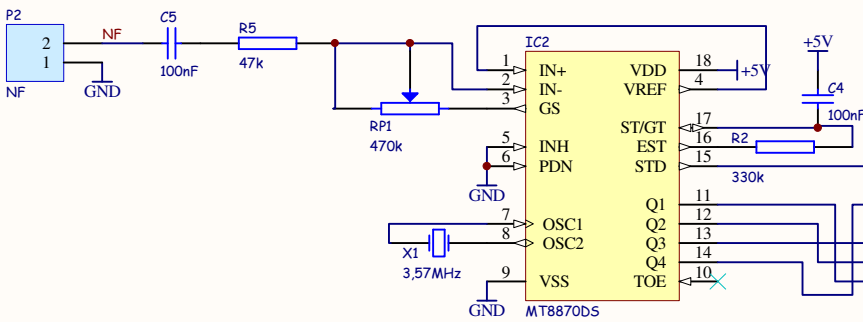 P2
2
1
NF
NF
GND
C5
100nF
R5
47k
RP1
470k
IC2
1 IN+
2 IN-
3 GS
5 INH
6 PDN
GND
7 OSC1
8 OSC2
X1
3,57MHz
9 VSS
GND
MT8870DS
VDD 18
+5V
VREF 4
ST/GT 17
EST 16
STD 15
Q1 11
Q2 12
Q3 13
Q4 14
TOE 10
+5V
C4
100nF
R2
330k